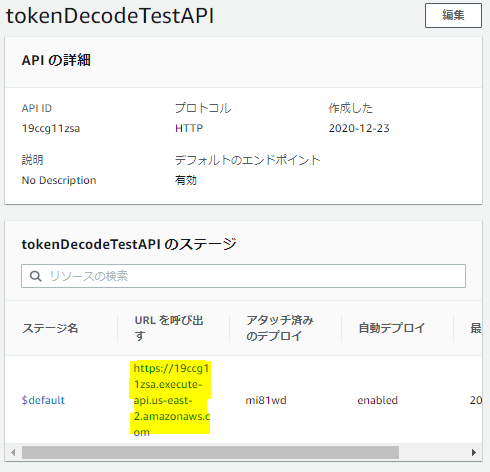 tokenDecodeTestAPI
編集
API の詳細
API ID
プロトコル
作成した
19ccg11zsa
HTTP
2020-12-23
説明
デフォルトのエンドポイント
No Description
有効
tokenDecodeTestAPI のステージ
リソースの検索
ステージ名
URL を呼び出
す
アタッチ済み
のデプロイ
自動デプロイ
最
$default
https://19ccg1
1zsa.execute-
api.us-east-
2.amazonaws.c
om
mi81wd
enabled
20